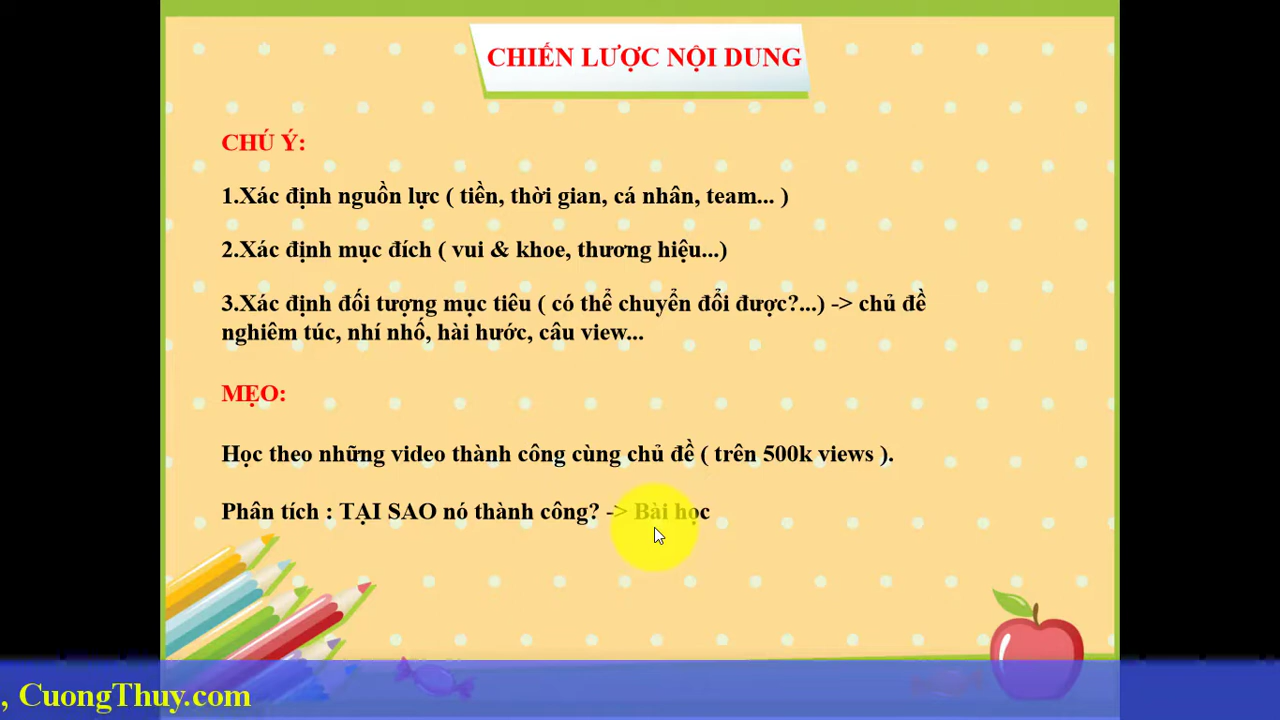 CHIẾN LƯỢC NỘI DUNG
CHÚ Ý:
1.Xác định nguồn lực ( tiền, thời gian, cá nhân, team... )
2.Xác định mục đích ( vui & khoe, thương hiệu...)
3.Xác định đối tượng mục tiêu ( có thể chuyển đổi được?...) -> chủ đề
nghiêm túc, nhí nhố, hài hước, câu view...
MẸO:
Học theo những video thành công cùng chủ đề ( trên 500k views ).
Phân tích : TẠI SAO nó thành công? -> Bài học
, CuongThuy.com